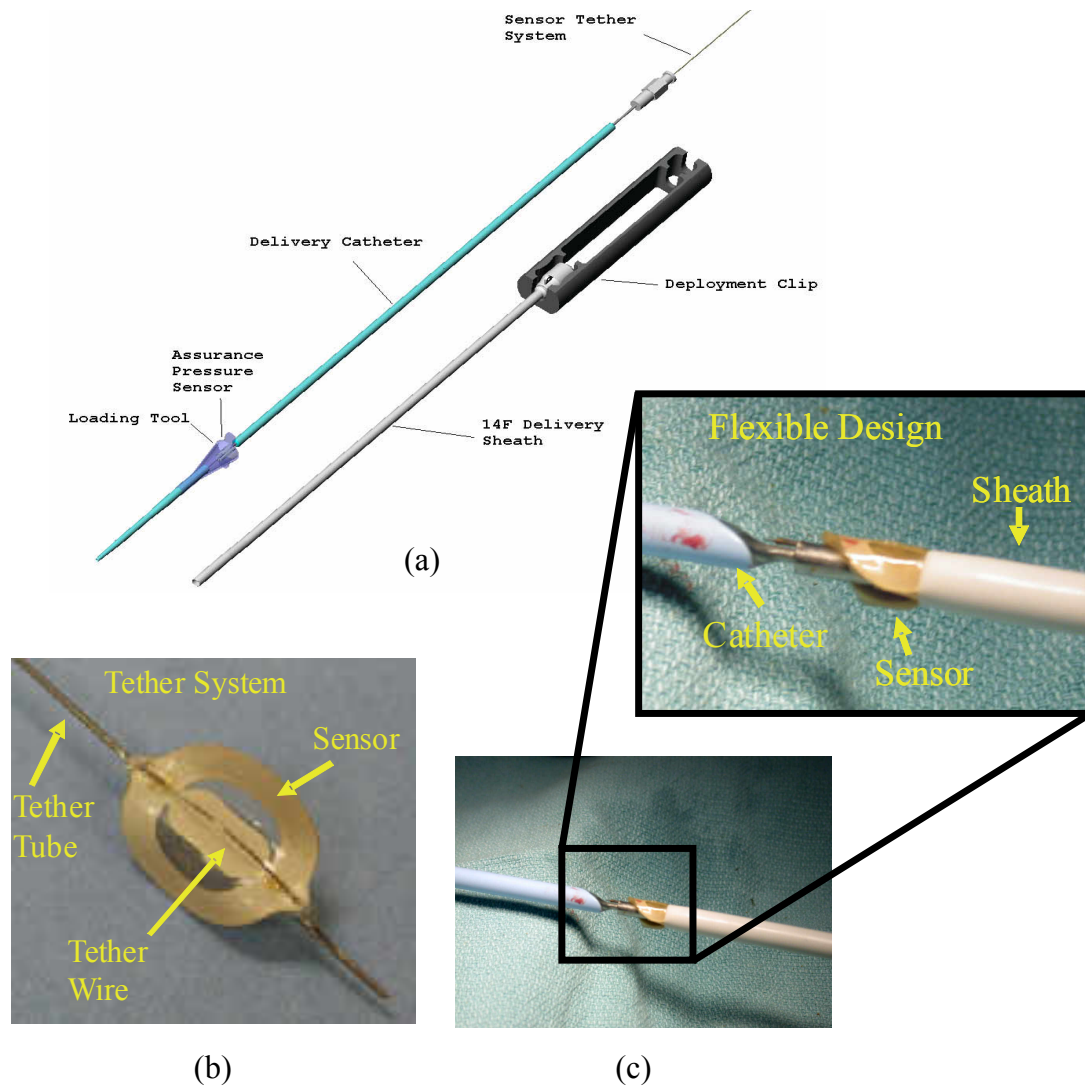 Sensor Tether
System
Delivery Catheter
Deployment Clip
Assurance
Pressure
Sensor
Loading Tool
14F Delivery
Sheath
(a)
Flexible Design
Sheath
Catheter
Sensor
Tether System
Sensor
Tether
Tube
Tether
Wire
(b)
(c)